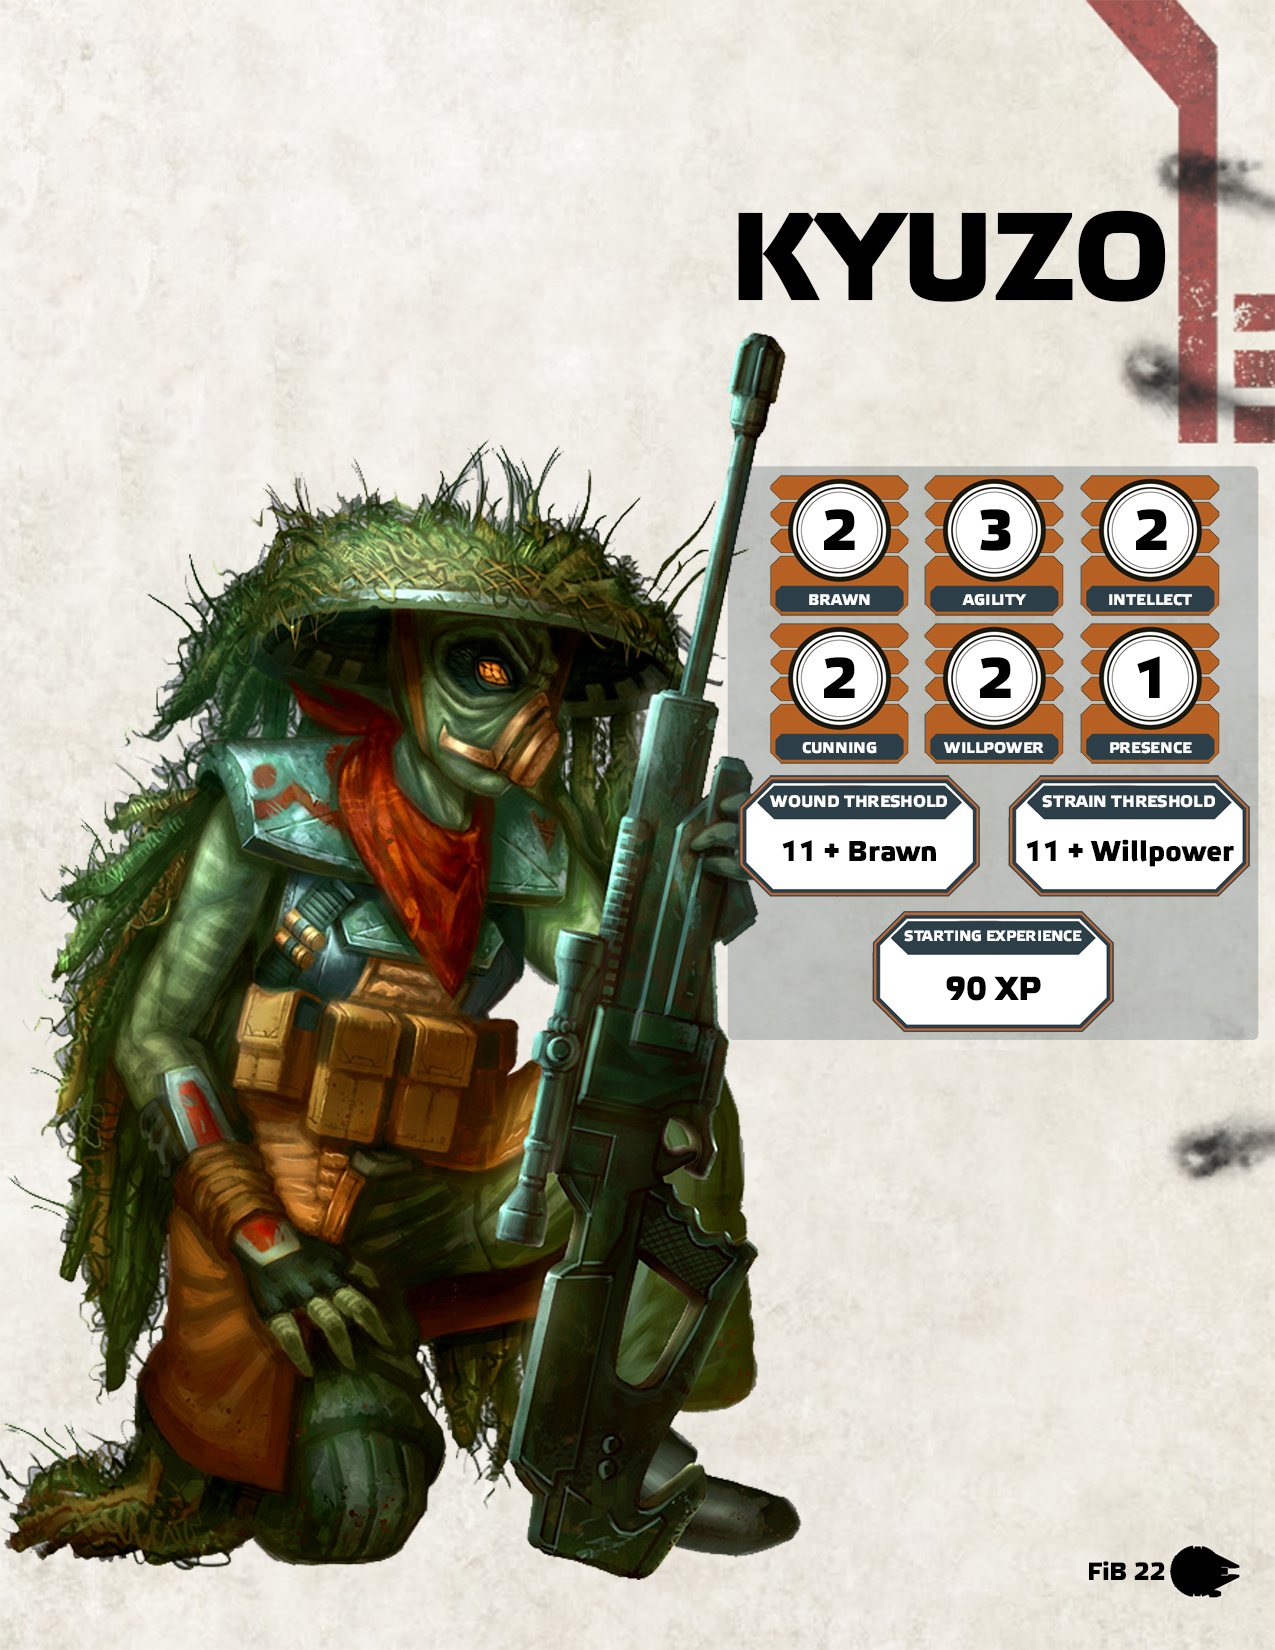 KYUZO
2 3 2
BRAWN AGILITY INTELLECT
2 2 1
CUNNING WILLPOWER PRESENCE
WOUND THRESHOLD STRAIN THRESHOLD
11 + Brawn 11 + Willpower
STARTING EXPERIENCE
90 XP
FiB 22